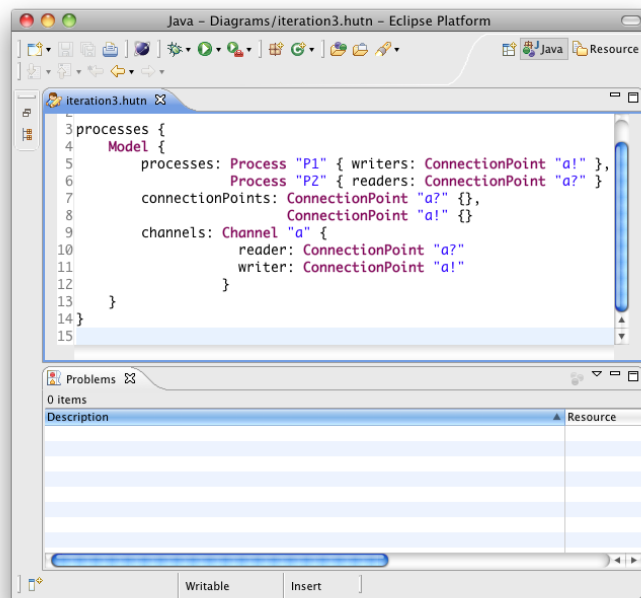 Java – Diagrams/iteration3.hutn – Eclipse Platform
Java Resource
iteration3.hutn
3 processes {
4     Model {
5         processes: Process "P1" { writers: ConnectionPoint "a!" },
6                    Process "P2" { readers: ConnectionPoint "a?" }
7         connectionPoints: ConnectionPoint "a?" {},
8                           ConnectionPoint "a!" {}
9         channels: Channel "a" {
10                     reader: ConnectionPoint "a?"
11                     writer: ConnectionPoint "a!"
12                   }
13     }
14 }
15
Problems
0 items
Description Resource
Writable Insert